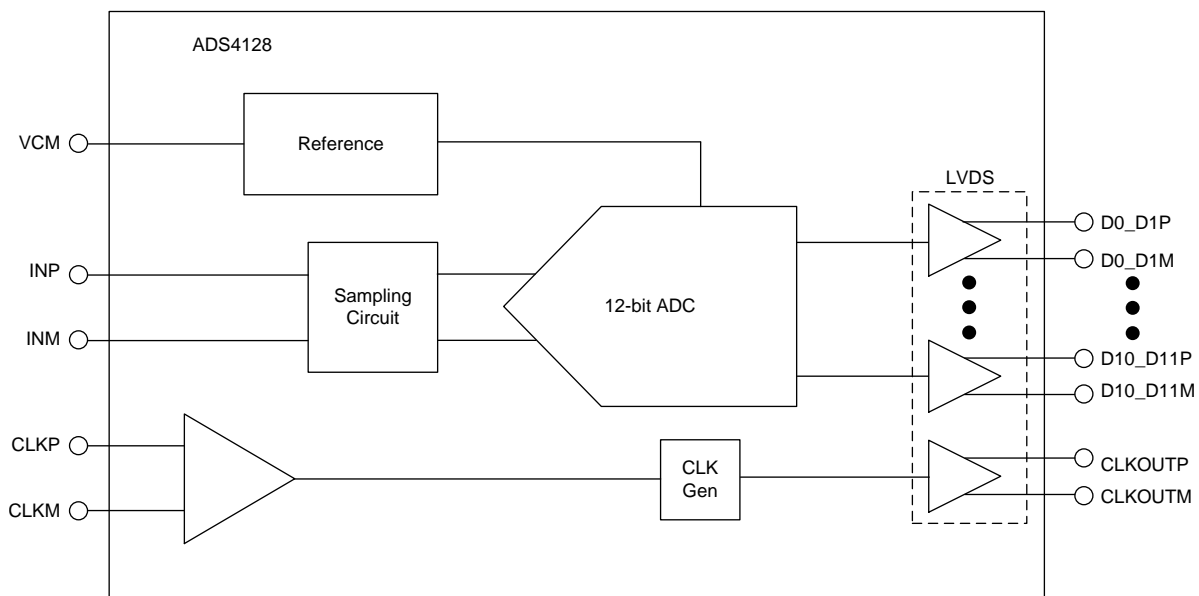 ADS4128
VCM
Reference
LVDS
D0_D1P
INP
D0_D1M
Sampling
Circuit
12-bit ADC
INM
D10_D11P
D10_D11M
CLKP
CLK
Gen
CLKOUTP
CLKM
CLKOUTM